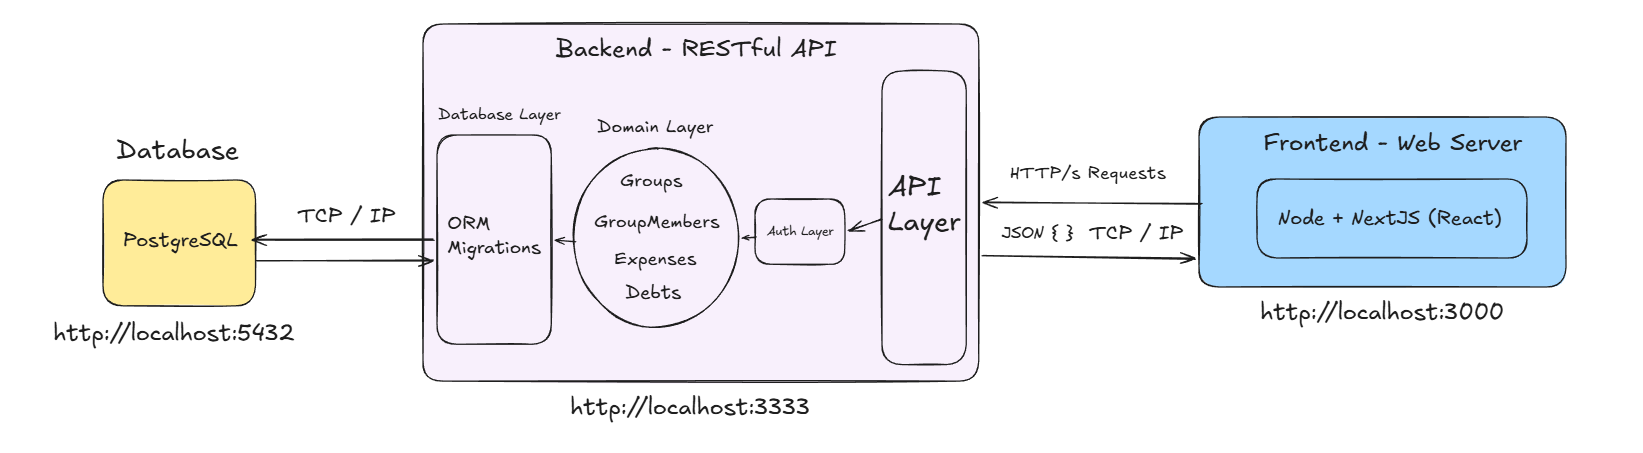 Backend - RESTful API
Database Layer
Domain Layer
Database
PostgreSQL
http://localhost:5432
TCP / IP
ORM
Migrations
Groups
GroupMembers
Expenses
Debts
Auth Layer
API
Layer
http://localhost:3333
HTTP/s Requests
JSON { } TCP / IP
Frontend - Web Server
Node + NextJS (React)
http://localhost:3000